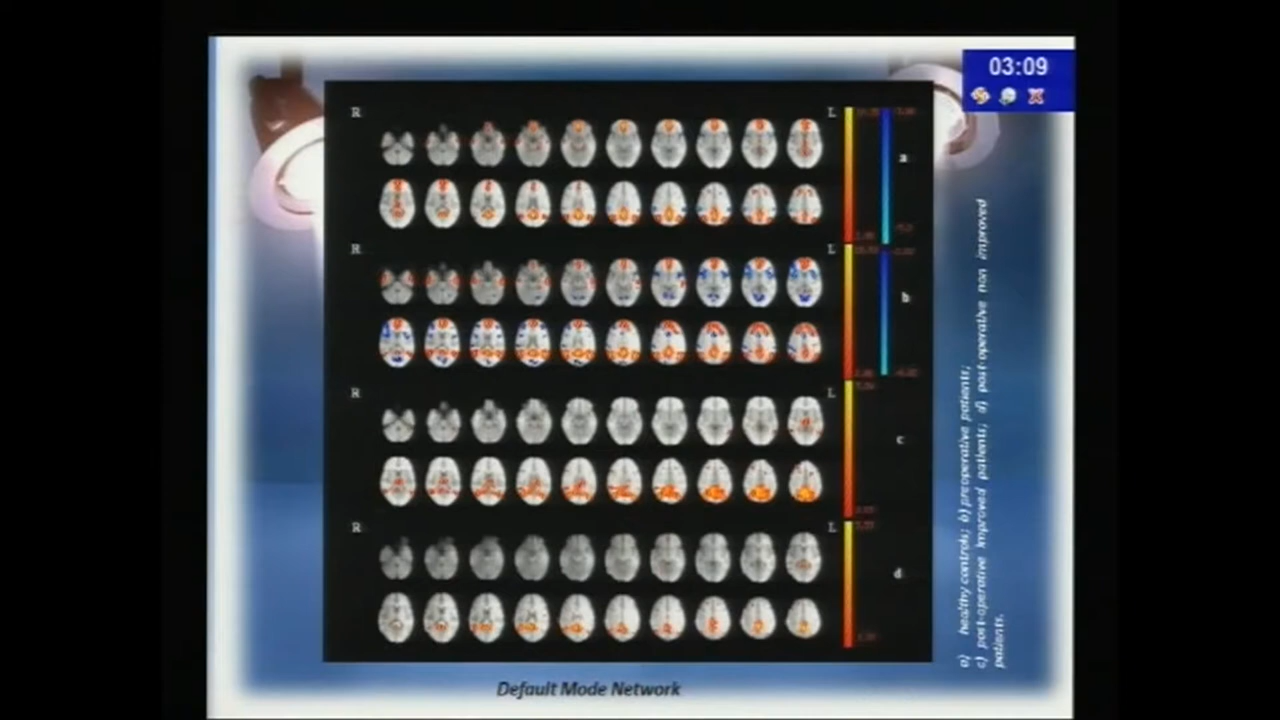 03:09
R
L
a
R
L
b
R
L
c
R
L
d
a) healthy controls; b) preoperative patients;
c) post-operative improved patients; d) post-operative non improved
patients.
Default Mode Network